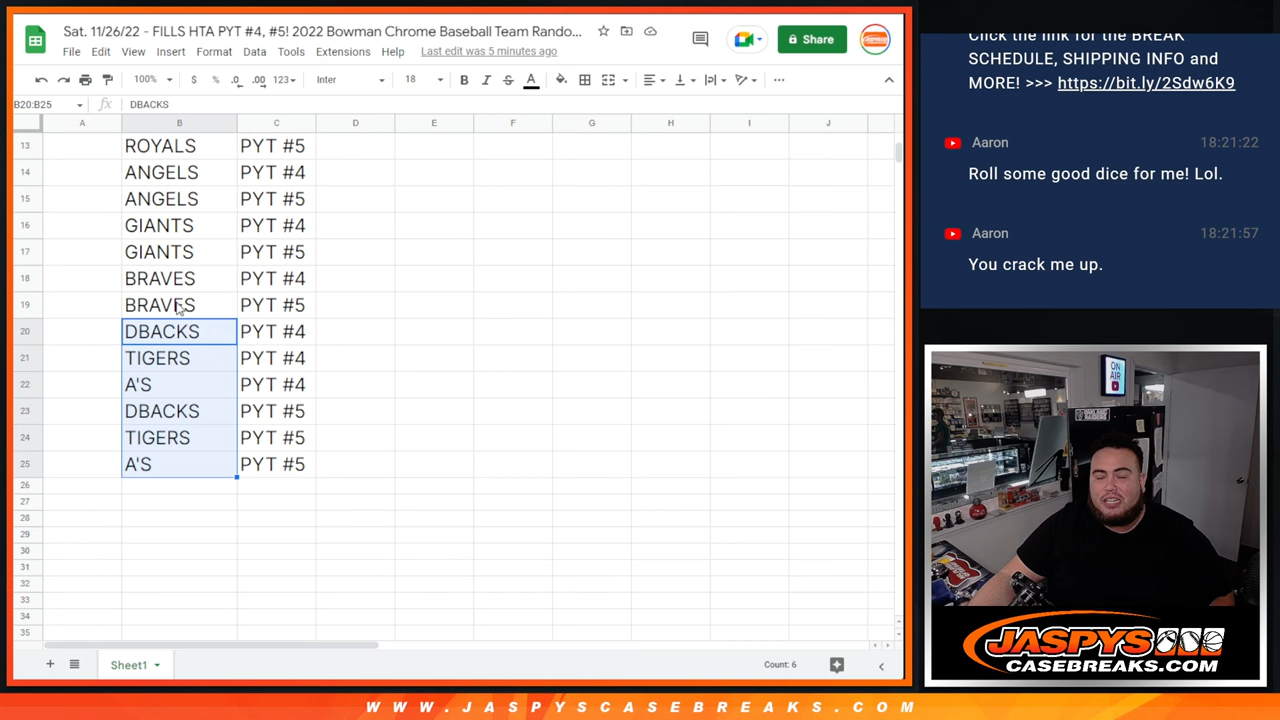 Sat. 11/26/22 - FILLS HTA PYT #4, #5! 2022 Bowman Chrome Baseball Team Rando...
File Edit View Insert Format Data Tools Extensions Help Last edit was 5 minutes ago
Share
100% $ % .0 .00 123 Inter 18 B I S A
B20:B25 fx DBACKS
A B C D E F G H I J
13 ROYALS PYT #5
14 ANGELS PYT #4
15 ANGELS PYT #5
16 GIANTS PYT #4
17 GIANTS PYT #5
18 BRAVES PYT #4
19 BRAVES PYT #5
20 DBACKS PYT #4
21 TIGERS PYT #4
22 A'S PYT #4
23 DBACKS PYT #5
24 TIGERS PYT #5
25 A'S PYT #5
26
27
28
29
30
31
32
33
34
35
Sheet1
Count: 6
Click the link for the BREAK
SCHEDULE, SHIPPING INFO and
MORE! >>> https://bit.ly/2Sdw6K9
Aaron 18:21:22
Roll some good dice for me! Lol.
Aaron 18:21:57
You crack me up.
ON
AIR
JASPYS
CASEBREAKS.COM
WWW.JASPYSCASEBREAKS.COM